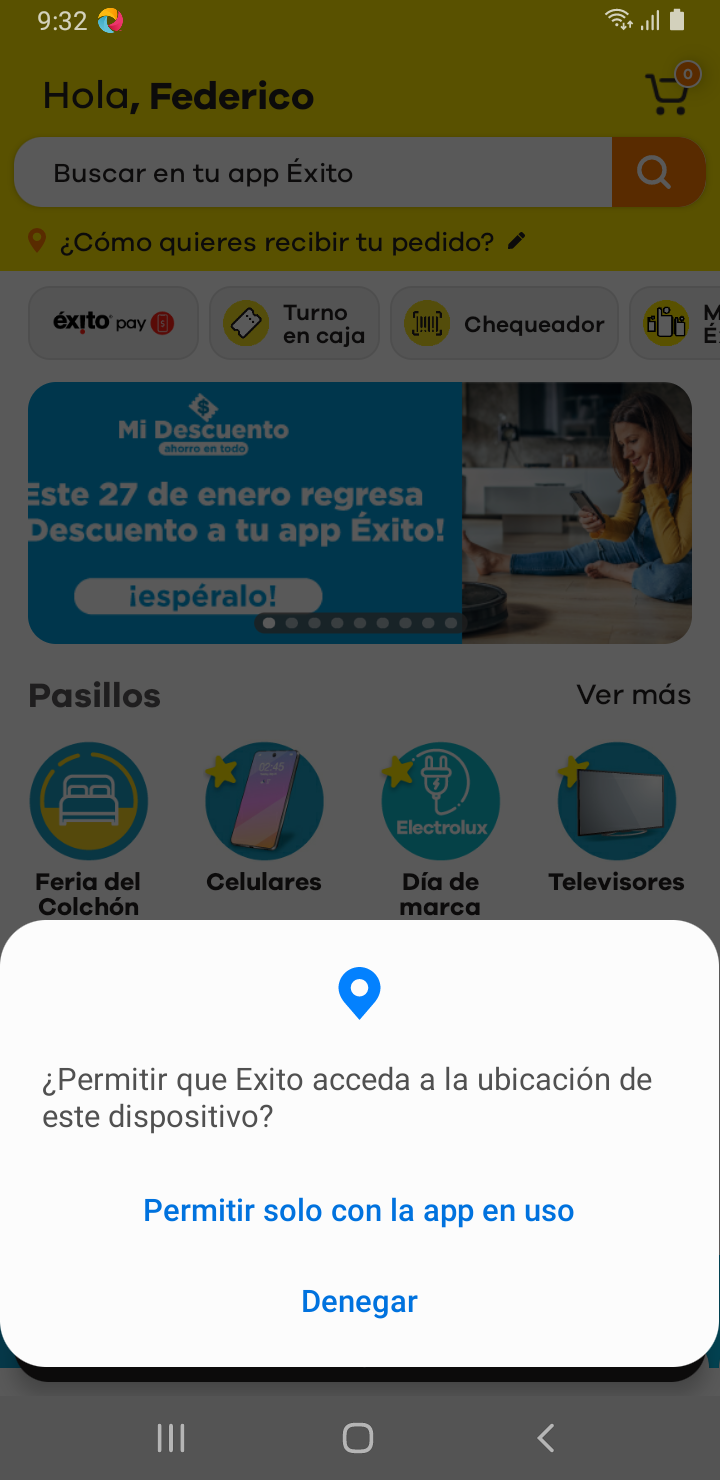 9:32
Hola, Federico
0
Buscar en tu app Éxito
¿Cómo quieres recibir tu pedido?
éxito pay
Turno
en caja
Chequeador
M
É
$
Mi Descuento
ahorro en todo
Este 27 de enero regresa
Descuento a tu app Éxito!
¡espéralo!
Pasillos
Ver más
02:45
Electrolux
Feria del
Colchón
Celulares
Día de
marca
Televisores
¿Permitir que Exito acceda a la ubicación de
este dispositivo?
Permitir solo con la app en uso
Denegar